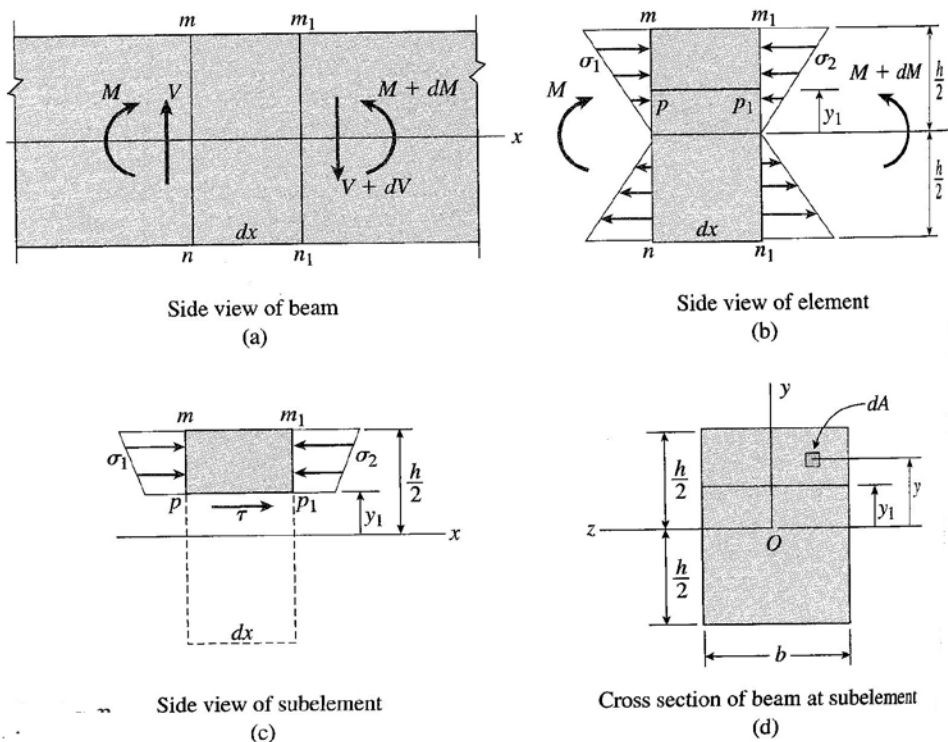 m m₁
M V M + dM
x
V + dV
dx
n n₁
Side view of beam
(a)
m m₁
σ₁ σ₂
M M + dM
p p₁ y₁
h/2
h/2
dx
n n₁
Side view of element
(b)
m m₁
σ₁ σ₂
h/2
p τ p₁ y₁
x
dx
Side view of subelement
(c)
y
dA
h/2
y₁ y
z O
h/2
b
Cross section of beam at subelement
(d)